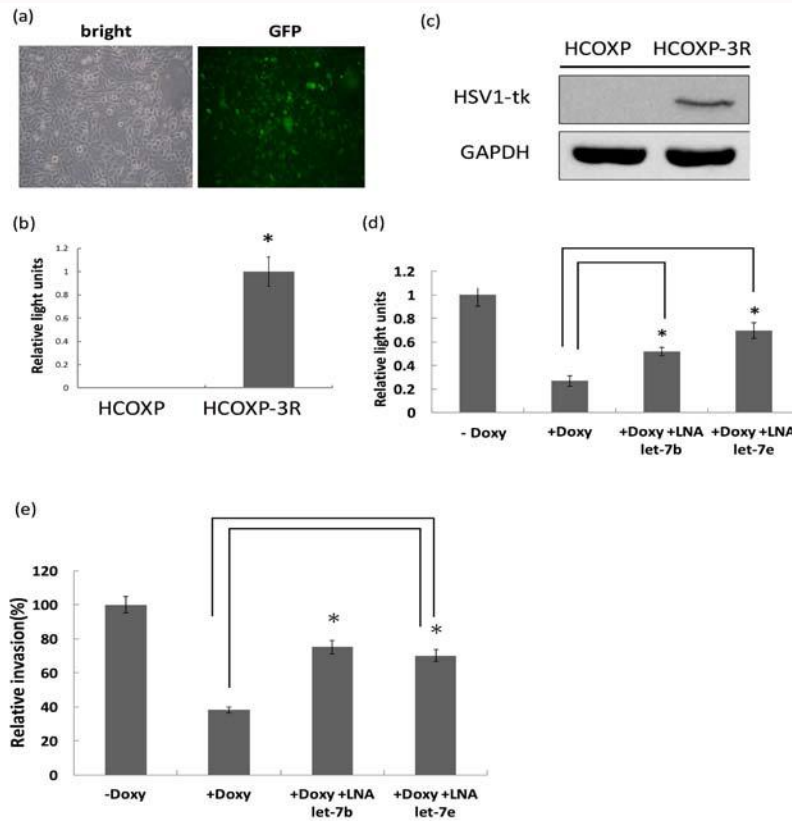 (a)
bright GFP
(c)
HCOXP HCOXP-3R
HSV1-tk
GAPDH
(b)
Relative light units
1.2
1
0.8
0.6
0.4
0.2
0
*
HCOXP HCOXP-3R
(d)
Relative light units
1.2
1
0.8
0.6
0.4
0.2
0
*
*
- Doxy +Doxy +Doxy +LNA +Doxy +LNA
let-7b let-7e
(e)
Relative invasion(%)
120
100
80
60
40
20
0
*
*
-Doxy +Doxy +Doxy +LNA +Doxy +LNA
let-7b let-7e